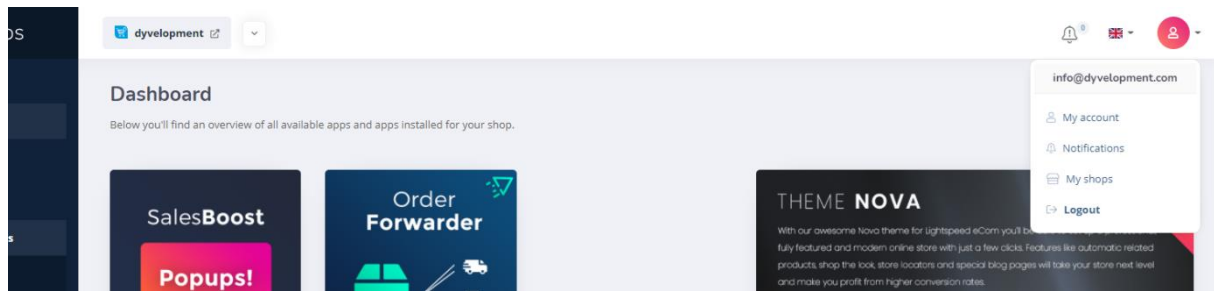 OS
dyvelopment
0
info@dyvelopment.com
Dashboard
Below you'll find an overview of all available apps and apps installed for your shop.
My account
Notifications
My shops
Logout
s
SalesBoost
Popups!
Order
Forwarder
THEME NOVA
With our awesome Nova theme for Lightspeed eCom you'll be
fully featured and modern online store with just a few clicks. Features like automatic related
products, shop the look, store locators and special blog pages will take your store next level
and make you profit from higher conversion rates.